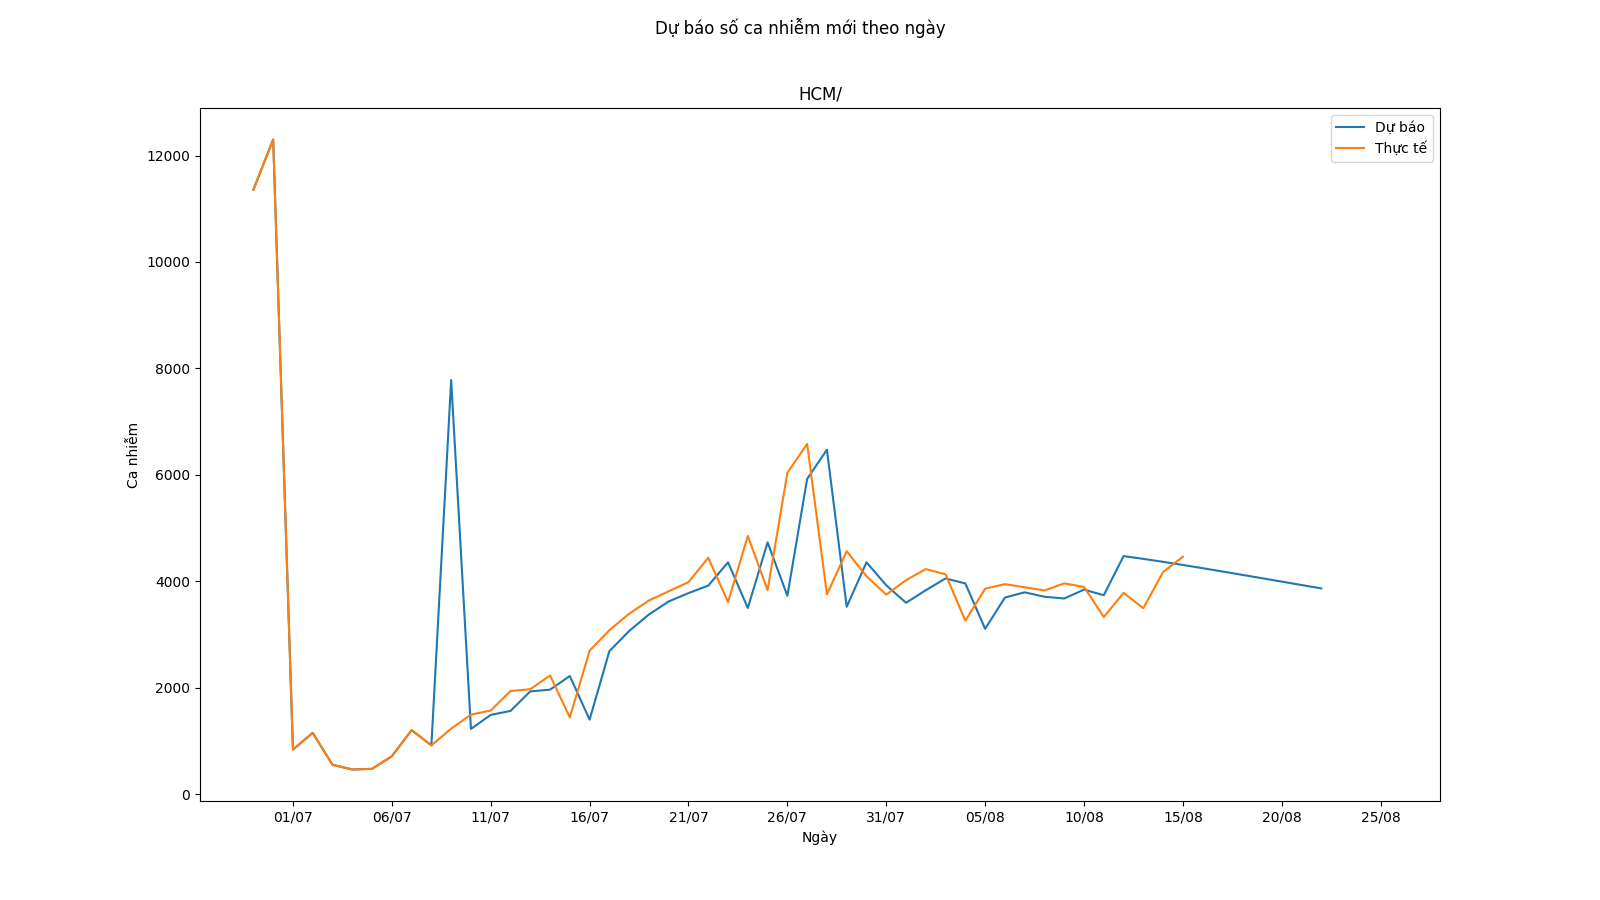 Dự báo số ca nhiễm mới theo ngày
HCM/
Dự báo
Thực tế
12000
10000
8000
6000
4000
2000
0
Ca nhiễm
01/07 06/07 11/07 16/07 21/07 26/07 31/07 05/08 10/08 15/08 20/08 25/08
Ngày